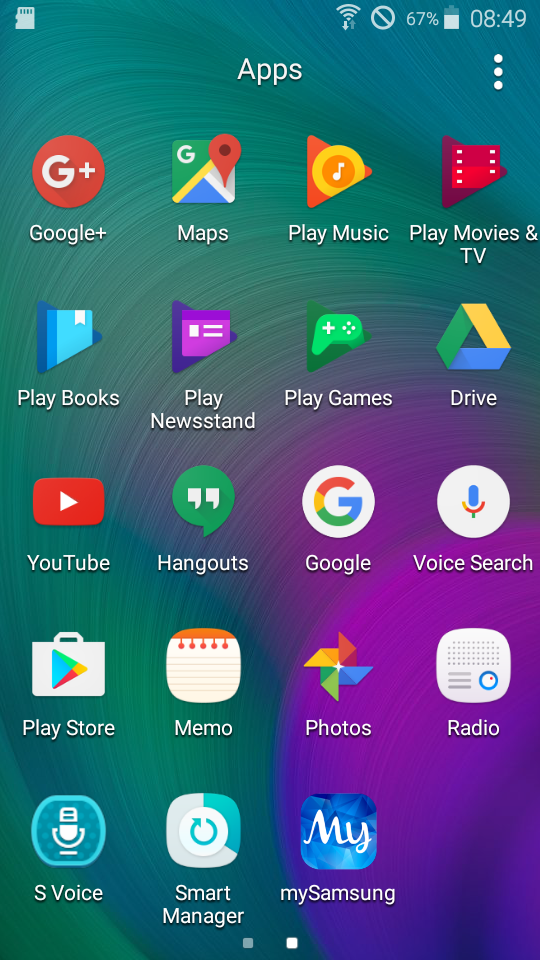 67% 08:49
Apps
G+
G
Google+ Maps Play Music Play Movies & TV
Play Books Play Newsstand Play Games Drive
G
YouTube Hangouts Google Voice Search
Play Store Memo Photos Radio
My
S Voice Smart Manager mySamsung